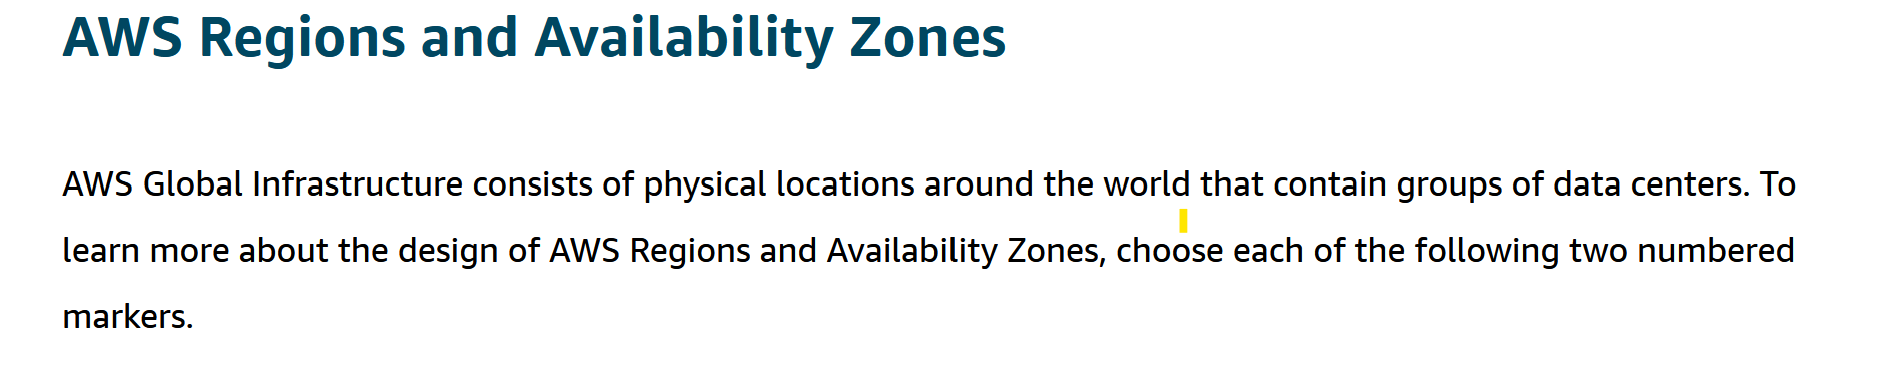 AWS Regions and Availability Zones
AWS Global Infrastructure consists of physical locations around the world that contain groups of data centers. To
learn more about the design of AWS Regions and Availability Zones, choose each of the following two numbered
markers.